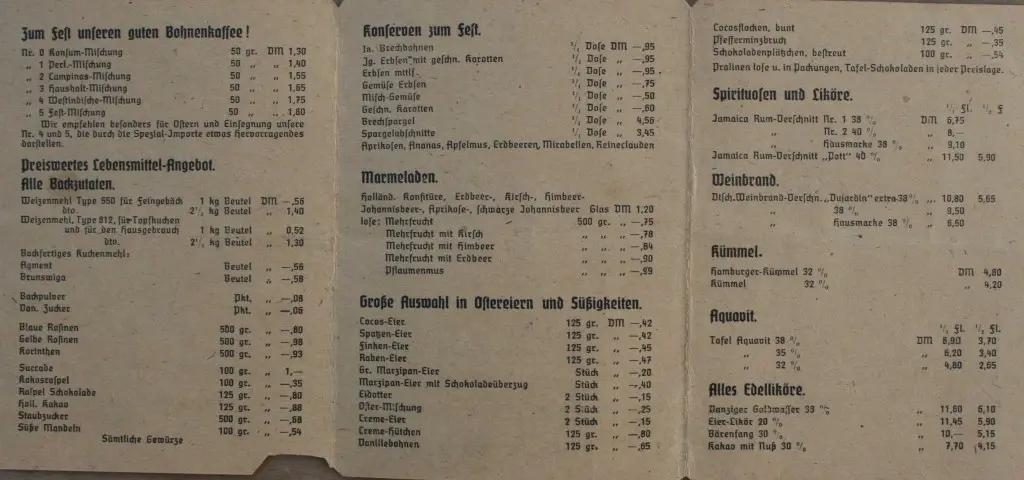 Zum Fest unseren guten Bohnenkaffee!
Nr. 0 Konsum-Mischung 50 gr. DM 1,30
„ 1 Perl-Mischung 50 „ „ 1,40
„ 2 Campinas-Mischung 50 „ „ 1,55
„ 3 Haushalt-Mischung 50 „ „ 1,65
„ 4 Westindische-Mischung 50 „ „ 1,75
„ 5 Fest-Mischung 50 „ „ 1,80
Wir empfehlen besonders für Ostern und Einsegnung unsere
Nr. 4 und 5, die durch die Spezial-Importe etwas Hervorragendes
darstellen.
Preiswertes Lebensmittel-Angebot.
Alle Backzutaten.
Weizenmehl Type 550 für Feingebäck 1 kg Beutel DM —,56
dto. 2½ kg Beutel „ 1,40
Weizenmehl, Type 812, für Topfkuchen
und für den Hausgebrauch 1 kg Beutel „ 0,52
dto. 2½ kg Beutel „ 1,30
Backfertiges Kuchenmehl:
Agment Beutel „ —,56
Brunswiga Beutel „ —,58
Backpulver Pkt. „ —,08
Van. Zucker Pkt. „ —,06
Blaue Rosinen 500 gr. „ —,80
Gelbe Rosinen 500 gr. „ —,98
Korinthen 500 gr. „ —,93
Succade 100 gr. „ 1,—
Kokosraspel 100 gr. „ —,35
Raspel Schokolade 125 gr. „ —,80
Holl. Kakao 125 gr. „ —,88
Staubzucker 500 gr. „ —,68
Süße Mandeln 100 gr. „ —,54
Sämtliche Gewürze
Konserven zum Fest.
Ia. Brechbohnen ¹/₁ Dose DM —,95
Jg. Erbsen mit geschn. Karotten ¹/₁ Dose „ —,95
Erbsen mttlf. ¹/₁ Dose „ —,95
Gemüse Erbsen ¹/₁ Dose „ —,75
Misch-Gemüse ¹/₁ Dose „ —,50
Geschn. Karotten ¹/₁ Dose „ —,60
Brechspargel ¹/₁ Dose „ 4,56
Spargelabschnitte ¹/₁ Dose „ 3,45
Aprikosen, Ananas, Apfelmus, Erdbeeren, Mirabellen, Reineclauden
Marmeladen.
Holländ. Konfitüre, Erdbeer-, Kirsch-, Himbeer-
Johannisbeer-, Aprikose-, schwarze Johannisbeer Glas DM 1,20
lose: Mehrfrucht 500 gr. „ —,75
Mehrfrucht mit Kirsch „ „ „ —,78
Mehrfrucht mit Himbeer „ „ „ —,84
Mehrfrucht mit Erdbeer „ „ „ —,90
Pflaumenmus „ „ „ —,99
Große Auswahl in Ostereiern und Süßigkeiten.
Cocos-Eier 125 gr. DM —,42
Spatzen-Eier 125 gr. „ —,42
Finken-Eier 125 gr. „ —,45
Raben-Eier 125 gr. „ —,47
Gr. Marzipan-Eier Stück „ —,20
Marzipan-Eier mit Schokoladeüberzug Stück „ —,40
Eidotter 2 Stück „ —,15
Oster-Mischung 125 gr. „ —,25
Creme-Eier 2 Stück „ —,15
Creme-Hütchen 125 gr. „ —,80
Vanillebohnen 125 gr. „ —,65
Cocosflocken, bunt 125 gr. DM —,45
Pfefferminzbruch 125 gr. „ —,35
Schokoladenplätzchen, bestreut 100 gr. „ —,54
Pralinen lose u. in Packungen, Tafel-Schokoladen in jeder Preislage.
Spirituosen und Liköre.
¹/₁ Fl. ½ F
Jamaica Rum-Verschnitt Nr. 1 38 % DM 6,75
„ Nr. 2 40 % „ 8,—
„ Hausmarke 38 % „ 9,10
Jamaica Rum-Verschnitt „Pott“ 40 % „ 11,50 5,90
Weinbrand.
Dtsch. Weinbrand-Verschn. „Dujardin“ extra 38 % „ 10,80 5,65
„ 38 % „ 9,50
„ Hausmarke 38 % „ 6,50
Kümmel.
Hamburger-Kümmel 32 % DM 4,80
Kümmel 32 % „ 4,20
Aquavit.
¹/₁ Fl. ½ Fl.
Tafel Aquavit 38 % DM 6,90 3,70
„ 35 % „ 6,20 3,40
„ 32 % „ 4,80 2,65
Alles Edelliköre.
Danziger Goldwasser 33 % „ 11,60 6,10
Eier-Likör 20 % „ 11,45 5,90
Bärenfang 30 % „ 10,— 5,15
Kakao mit Nuß 30 % „ 7,70 4,15